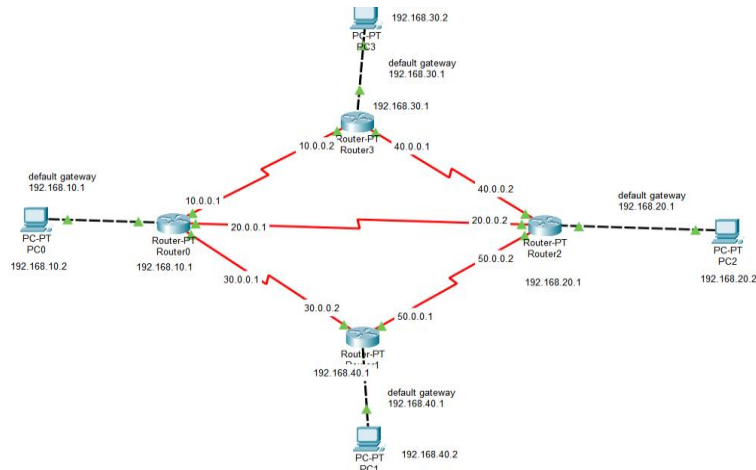 192.168.30.2
PC-PT
PC3
default gateway
192.168.30.1
192.168.30.1
Router-PT
Router3
10.0.0.2
40.0.0.1
default gateway
192.168.10.1
10.0.0.1
40.0.0.2
default gateway
192.168.20.1
PC-PT
PC0
192.168.10.2
Router-PT
Router0
192.168.10.1
20.0.0.1
20.0.0.2
Router-PT
Router2
192.168.20.1
PC-PT
PC2
192.168.20.2
30.0.0.1
50.0.0.2
30.0.0.2
50.0.0.1
Router-PT
192.168.40.1
default gateway
192.168.40.1
PC-PT
PC1
192.168.40.2